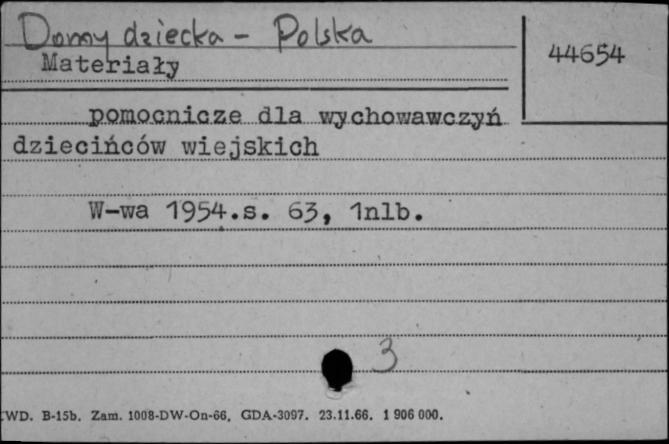 Domy dziecka - Polska
44654
Materiały
pomocnicze dla wychowawczyń
dziecińców wiejskich
W-wa 1954.s. 63, 1nlb.
3
WD. B-15b. Zam. 1008-DW-On-66, GDA-3097. 23.11.66. 1 906 000.